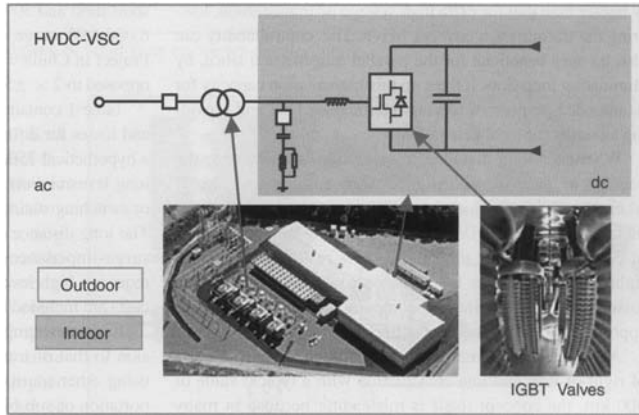 HVDC-VSC
ac
dc
Outdoor
Indoor
IGBT Valves